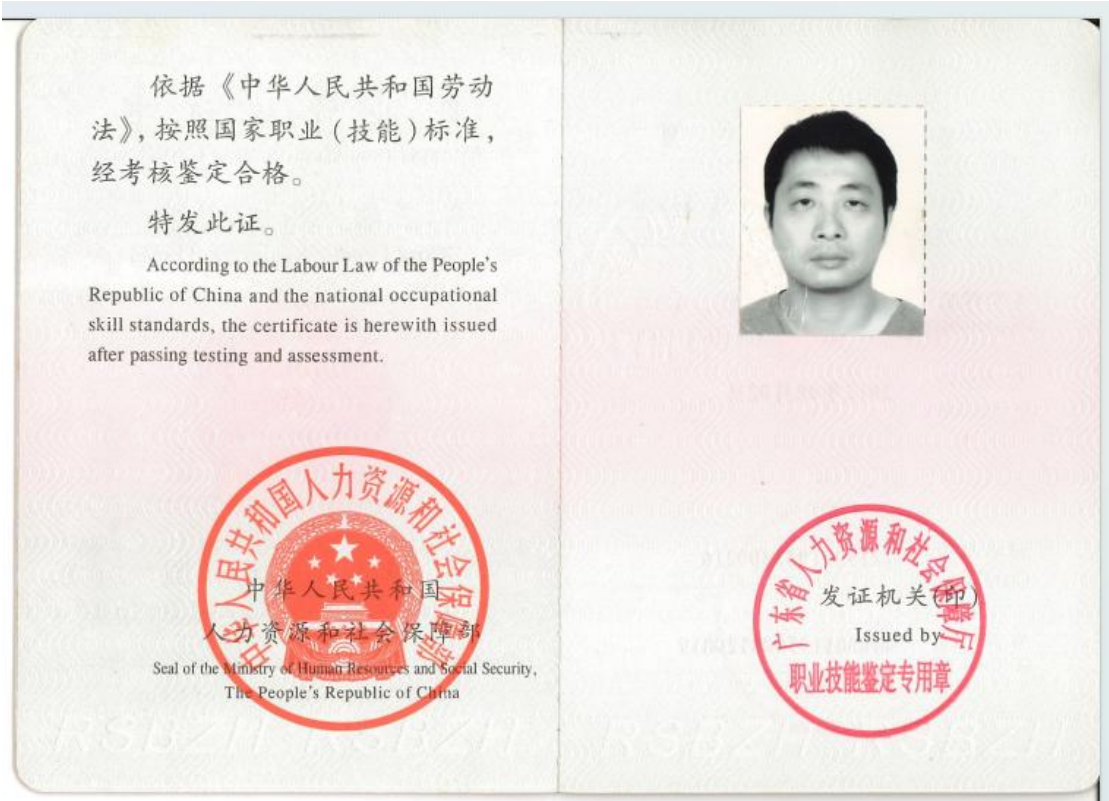 依据《中华人民共和国劳动
法》，按照国家职业（技能）标准，
经考核鉴定合格。
特发此证。
According to the Labour Law of the People's
Republic of China and the national occupational
skill standards, the certificate is herewith issued
after passing testing and assessment.
中华人民共和国人力资源和社会保障部
中华人民共和国
人力资源和社会保障部
Seal of the Ministry of Human Resources and Social Security,
The People's Republic of China
广东省人力资源和社会保障厅
发证机关(印)
Issued by
职业技能鉴定专用章
RSBZH RSBZH RSBZH RSBZH